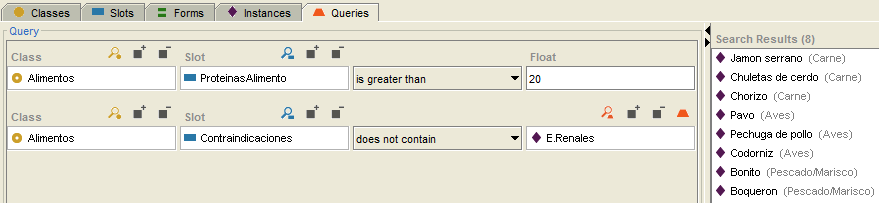 Classes Slots Forms Instances Queries
Query
Class Slot Float
Alimentos ProteinasAlimento is greater than 20
Class Slot
Alimentos Contraindicaciones does not contain E.Renales
Search Results (8)
Jamon serrano (Carne)
Chuletas de cerdo (Carne)
Chorizo (Carne)
Pavo (Aves)
Pechuga de pollo (Aves)
Codorniz (Aves)
Bonito (Pescado/Marisco)
Boqueron (Pescado/Marisco)